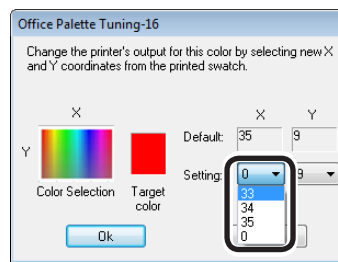 Office Palette Tuning-16
Change the printer's output for this color by selecting new X
and Y coordinates from the printed swatch.
X
X Y
Default: 35 9
Y
Setting: 0 9
Color Selection
Target
color
33
34
35
0
Ok